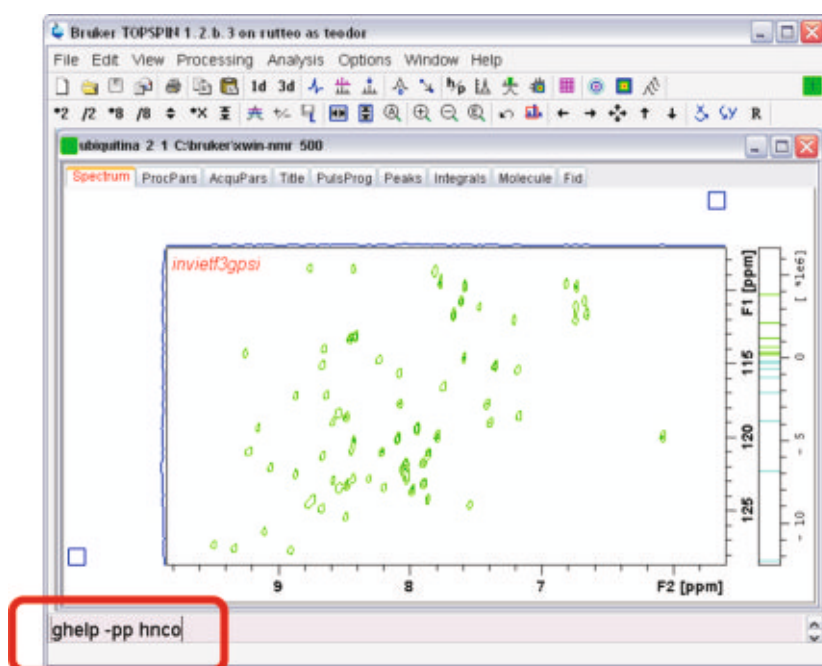 Bruker TOPSPIN 1.2.b.3 on rutteo as teodor
File Edit View Processing Analysis Options Window Help
1d 3d
*2 /2 *8 /8 *X R
ubiquitina 2 1 C:\bruker\xwin-nmr 500
Spectrum ProcPars AcquPars Title PulsProg Peaks Integrals Molecule Fid
invietf3gpsi
F1 [ppm]
115
120
125
[ *1e6]
0
- 5
- 10
9 8 7 F2 [ppm]
ghelp -pp hnco